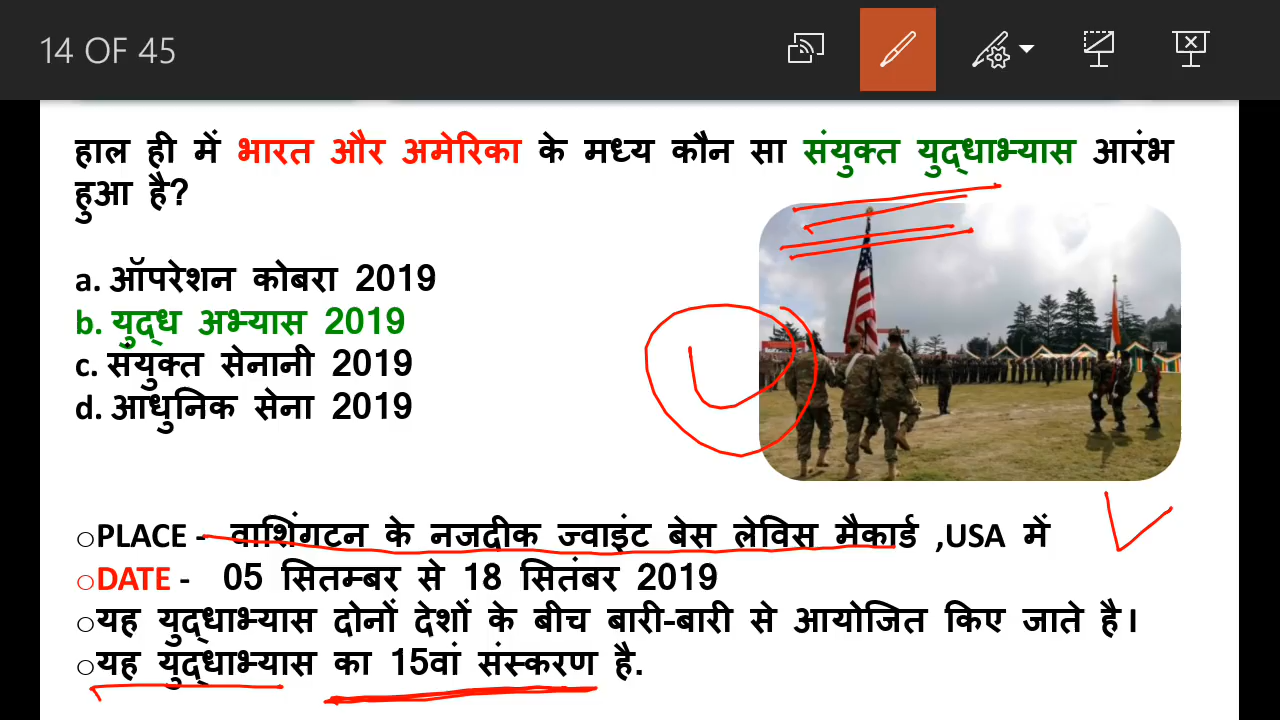 14 OF 45
हाल ही में भारत और अमेरिका के मध्य कौन सा संयुक्त युद्धाभ्यास आरंभ
हुआ है?
a. ऑपरेशन कोबरा 2019
b. युद्ध अभ्यास 2019
c. संयुक्त सेनानी 2019
d. आधुनिक सेना 2019
○PLACE - वाशिंगटन के नजदीक ज्वाइंट बेस लेविस मैकार्ड ,USA में
○DATE - 05 सितम्बर से 18 सितंबर 2019
○यह युद्धाभ्यास दोनों देशों के बीच बारी-बारी से आयोजित किए जाते है।
○यह युद्धाभ्यास का 15वां संस्करण है.